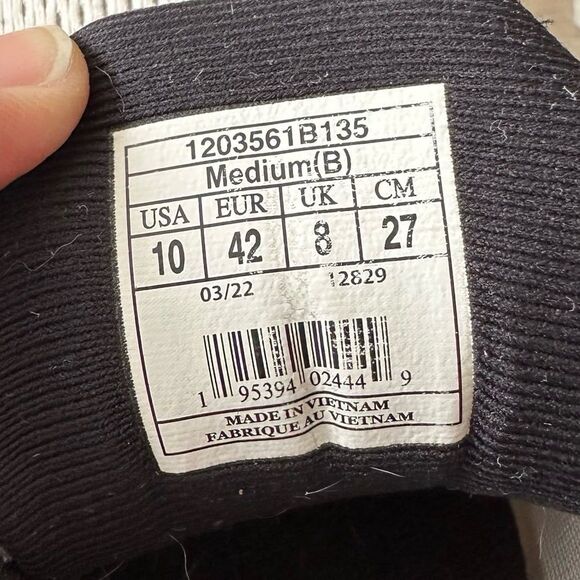 1203561B135
Medium(B)
USA EUR UK CM
10 42 8 27
03/22 12829
1 95394 02444 9
MADE IN VIETNAM
FABRIQUE AU VIETNAM